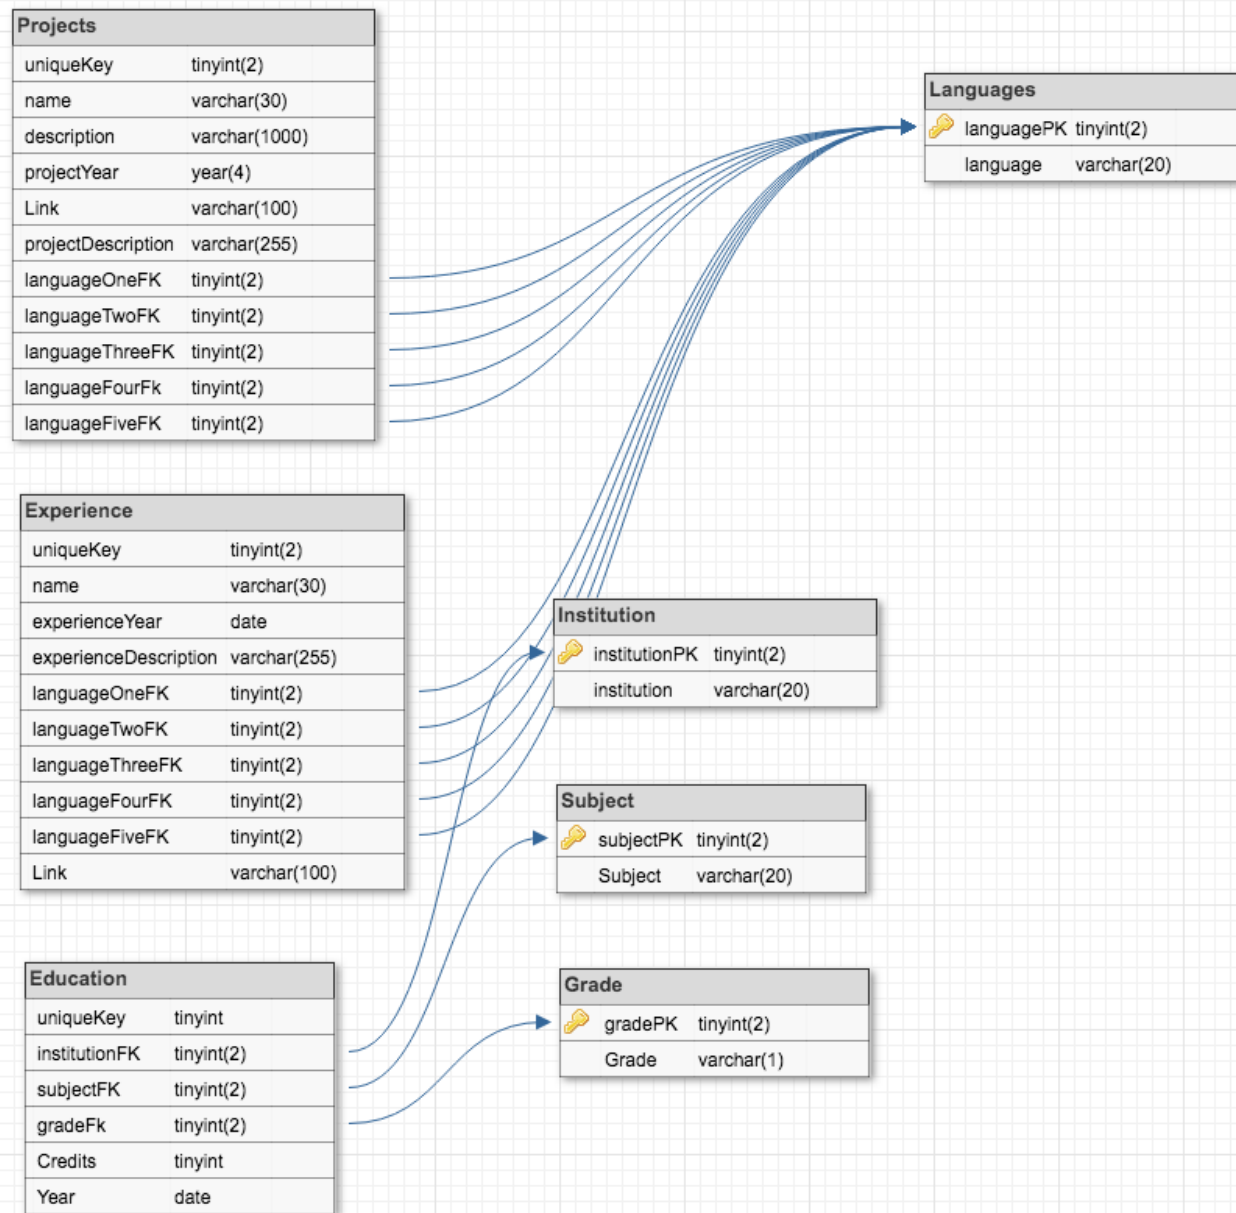 Projects
uniqueKey tinyint(2)
name varchar(30)
description varchar(1000)
projectYear year(4)
Link varchar(100)
projectDescription varchar(255)
languageOneFK tinyint(2)
languageTwoFK tinyint(2)
languageThreeFK tinyint(2)
languageFourFk tinyint(2)
languageFiveFK tinyint(2)
Languages
languagePK tinyint(2)
language varchar(20)
Experience
uniqueKey tinyint(2)
name varchar(30)
experienceYear date
experienceDescription varchar(255)
languageOneFK tinyint(2)
languageTwoFK tinyint(2)
languageThreeFK tinyint(2)
languageFourFK tinyint(2)
languageFiveFK tinyint(2)
Link varchar(100)
Institution
institutionPK tinyint(2)
institution varchar(20)
Subject
subjectPK tinyint(2)
Subject varchar(20)
Education
uniqueKey tinyint
institutionFK tinyint(2)
subjectFK tinyint(2)
gradeFk tinyint(2)
Credits tinyint
Year date
Grade
gradePK tinyint(2)
Grade varchar(1)